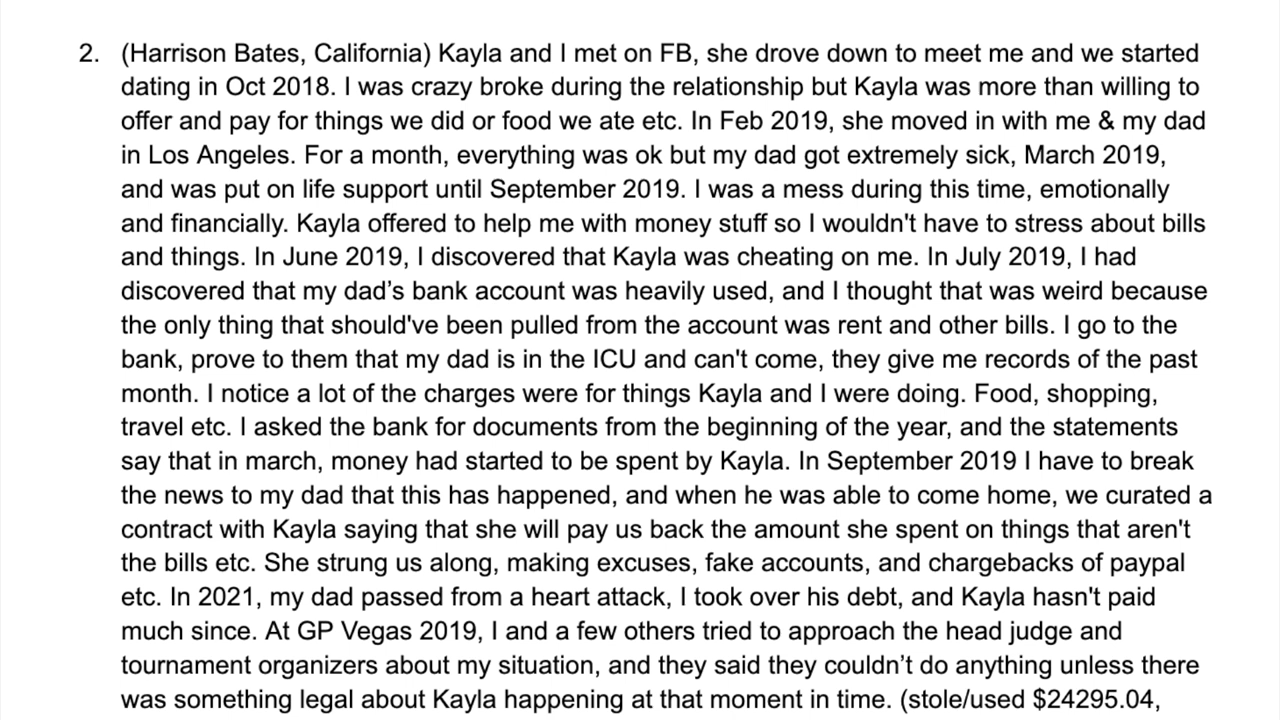 2. (Harrison Bates, California) Kayla and I met on FB, she drove down to meet me and we started
dating in Oct 2018. I was crazy broke during the relationship but Kayla was more than willing to
offer and pay for things we did or food we ate etc. In Feb 2019, she moved in with me & my dad
in Los Angeles. For a month, everything was ok but my dad got extremely sick, March 2019,
and was put on life support until September 2019. I was a mess during this time, emotionally
and financially. Kayla offered to help me with money stuff so I wouldn't have to stress about bills
and things. In June 2019, I discovered that Kayla was cheating on me. In July 2019, I had
discovered that my dad’s bank account was heavily used, and I thought that was weird because
the only thing that should've been pulled from the account was rent and other bills. I go to the
bank, prove to them that my dad is in the ICU and can't come, they give me records of the past
month. I notice a lot of the charges were for things Kayla and I were doing. Food, shopping,
travel etc. I asked the bank for documents from the beginning of the year, and the statements
say that in march, money had started to be spent by Kayla. In September 2019 I have to break
the news to my dad that this has happened, and when he was able to come home, we curated a
contract with Kayla saying that she will pay us back the amount she spent on things that aren't
the bills etc. She strung us along, making excuses, fake accounts, and chargebacks of paypal
etc. In 2021, my dad passed from a heart attack, I took over his debt, and Kayla hasn't paid
much since. At GP Vegas 2019, I and a few others tried to approach the head judge and
tournament organizers about my situation, and they said they couldn’t do anything unless there
was something legal about Kayla happening at that moment in time. (stole/used $24295.04,